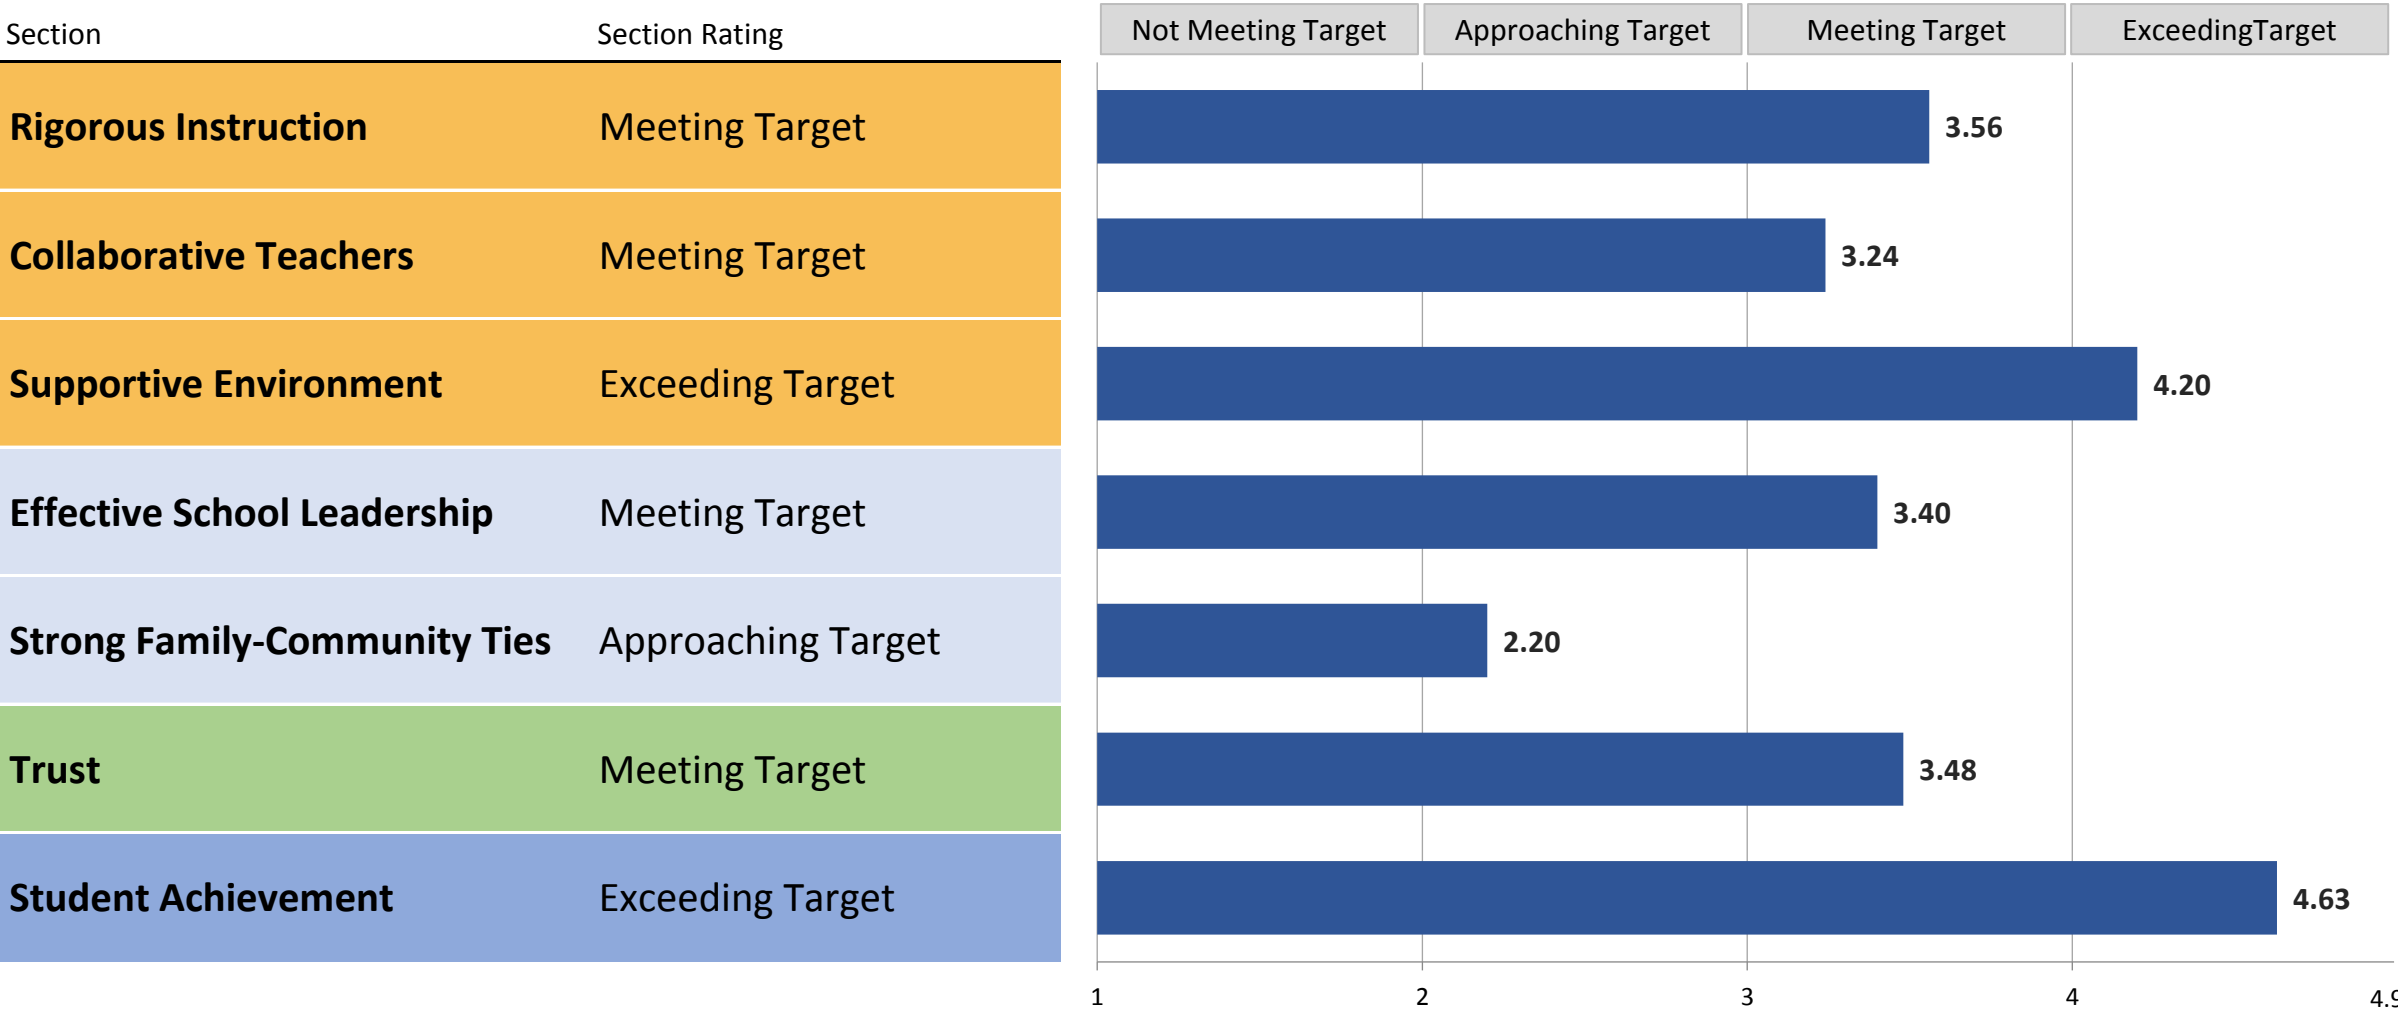 Section Section Rating Not Meeting Target Approaching Target Meeting Target ExceedingTarget
Rigorous Instruction Meeting Target 3.56
Collaborative Teachers Meeting Target 3.24
Supportive Environment Exceeding Target 4.20
Effective School Leadership Meeting Target 3.40
Strong Family-Community Ties Approaching Target 2.20
Trust Meeting Target 3.48
Student Achievement Exceeding Target 4.63
1 2 3 4